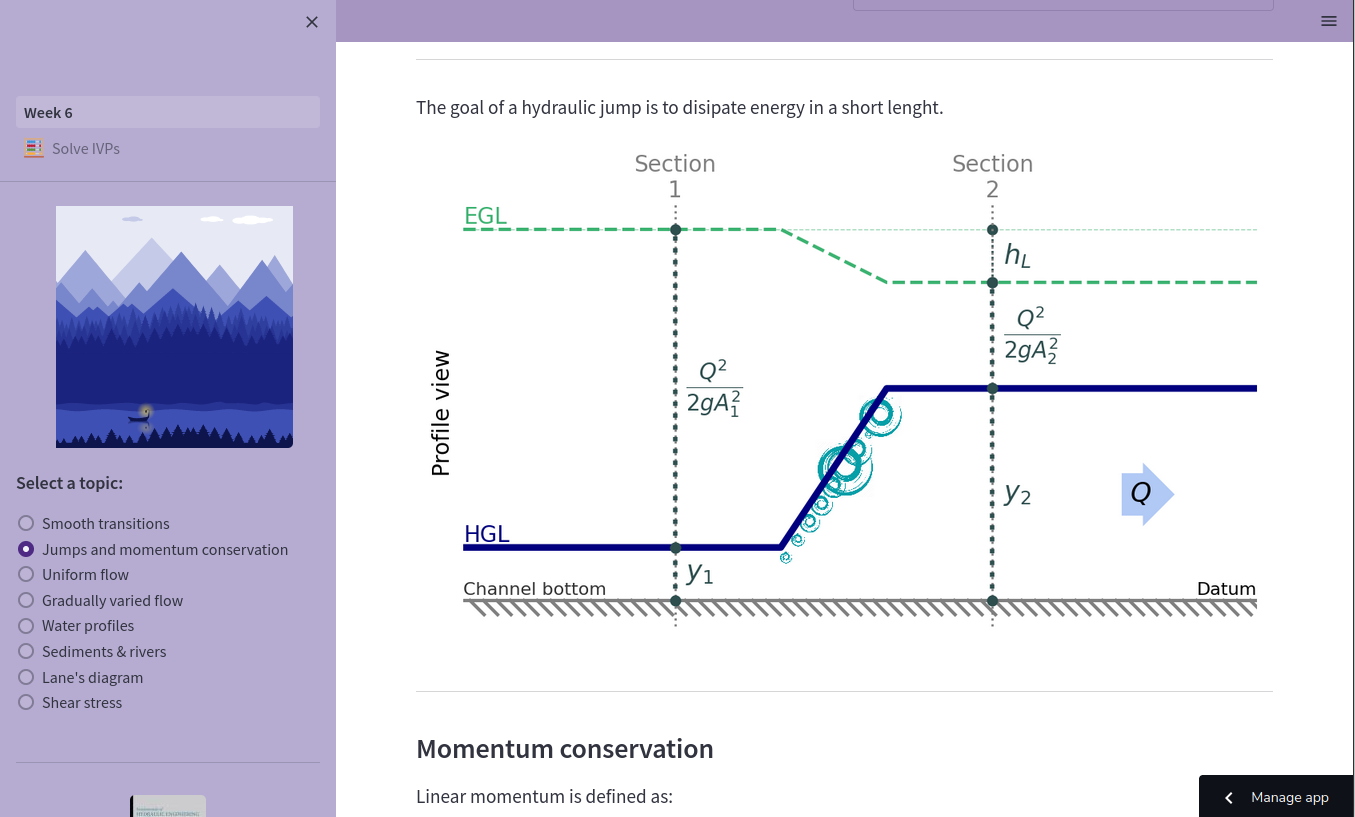 Week 6
Solve IVPs
Select a topic:
Smooth transitions
Jumps and momentum conservation
Uniform flow
Gradually varied flow
Water profiles
Sediments & rivers
Lane's diagram
Shear stress
HYDRAULIC ENGINEERING
The goal of a hydraulic jump is to disipate energy in a short lenght.
Section
1
Section
2
EGL
h_L
Q^2
2gA_2^2
Q^2
2gA_1^2
Profile view
y_2
Q
HGL
y_1
Channel bottom
Datum
Momentum conservation
Linear momentum is defined as:
Manage app